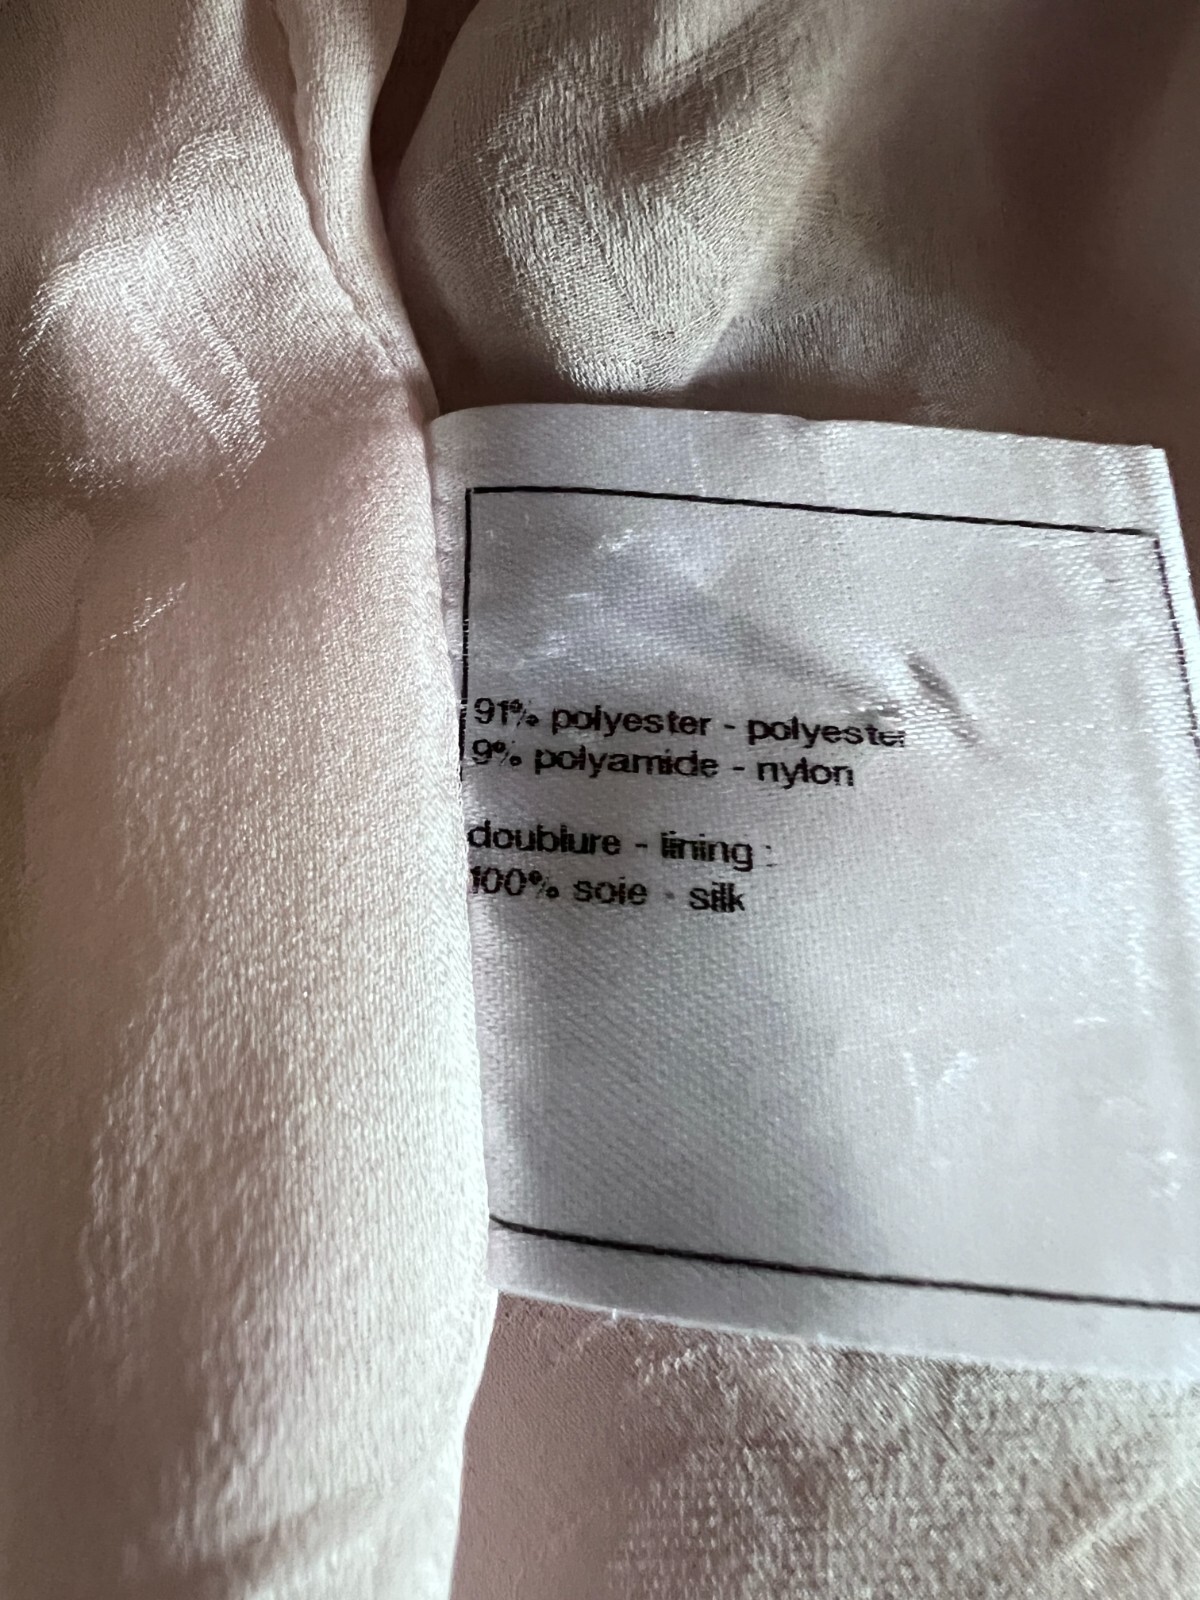 91% polyester - polyester
9% polyamide - nylon
doublure - lining :
100% soie - silk